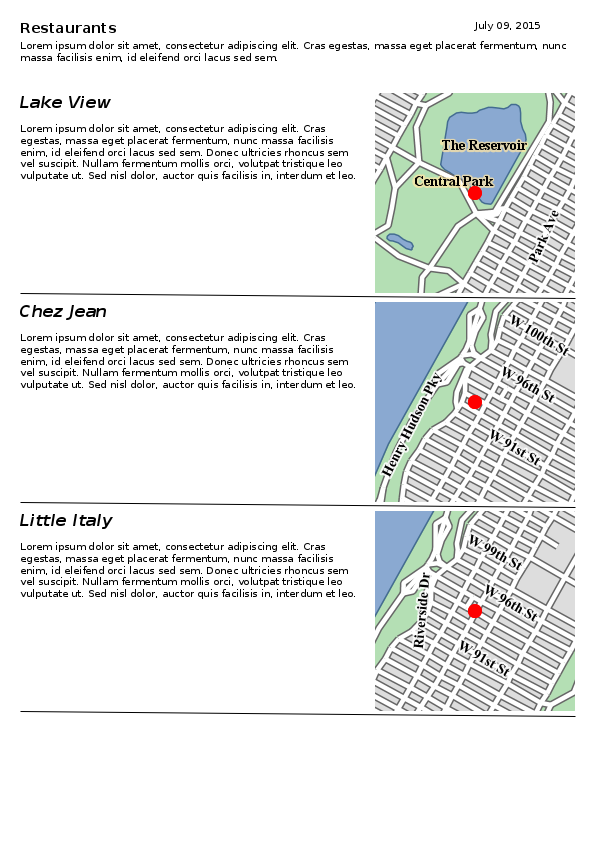 Restaurants
July 09, 2015
Lorem ipsum dolor sit amet, consectetur adipiscing elit. Cras egestas, massa eget placerat fermentum, nunc
massa facilisis enim, id eleifend orci lacus sed sem.
Lake View
Lorem ipsum dolor sit amet, consectetur adipiscing elit. Cras
egestas, massa eget placerat fermentum, nunc massa facilisis
enim, id eleifend orci lacus sed sem. Donec ultricies rhoncus sem
vel suscipit. Nullam fermentum mollis orci, volutpat tristique leo
vulputate ut. Sed nisl dolor, auctor quis facilisis in, interdum et leo.
The Reservoir
Central Park
Park Ave
Chez Jean
Lorem ipsum dolor sit amet, consectetur adipiscing elit. Cras
egestas, massa eget placerat fermentum, nunc massa facilisis
enim, id eleifend orci lacus sed sem. Donec ultricies rhoncus sem
vel suscipit. Nullam fermentum mollis orci, volutpat tristique leo
vulputate ut. Sed nisl dolor, auctor quis facilisis in, interdum et leo.
W 100th St
W 96th St
Henry Hudson Pky
W 91st St
Little Italy
Lorem ipsum dolor sit amet, consectetur adipiscing elit. Cras
egestas, massa eget placerat fermentum, nunc massa facilisis
enim, id eleifend orci lacus sed sem. Donec ultricies rhoncus sem
vel suscipit. Nullam fermentum mollis orci, volutpat tristique leo
vulputate ut. Sed nisl dolor, auctor quis facilisis in, interdum et leo.
W 99th St
W 96th St
Riverside Dr
W 91st St